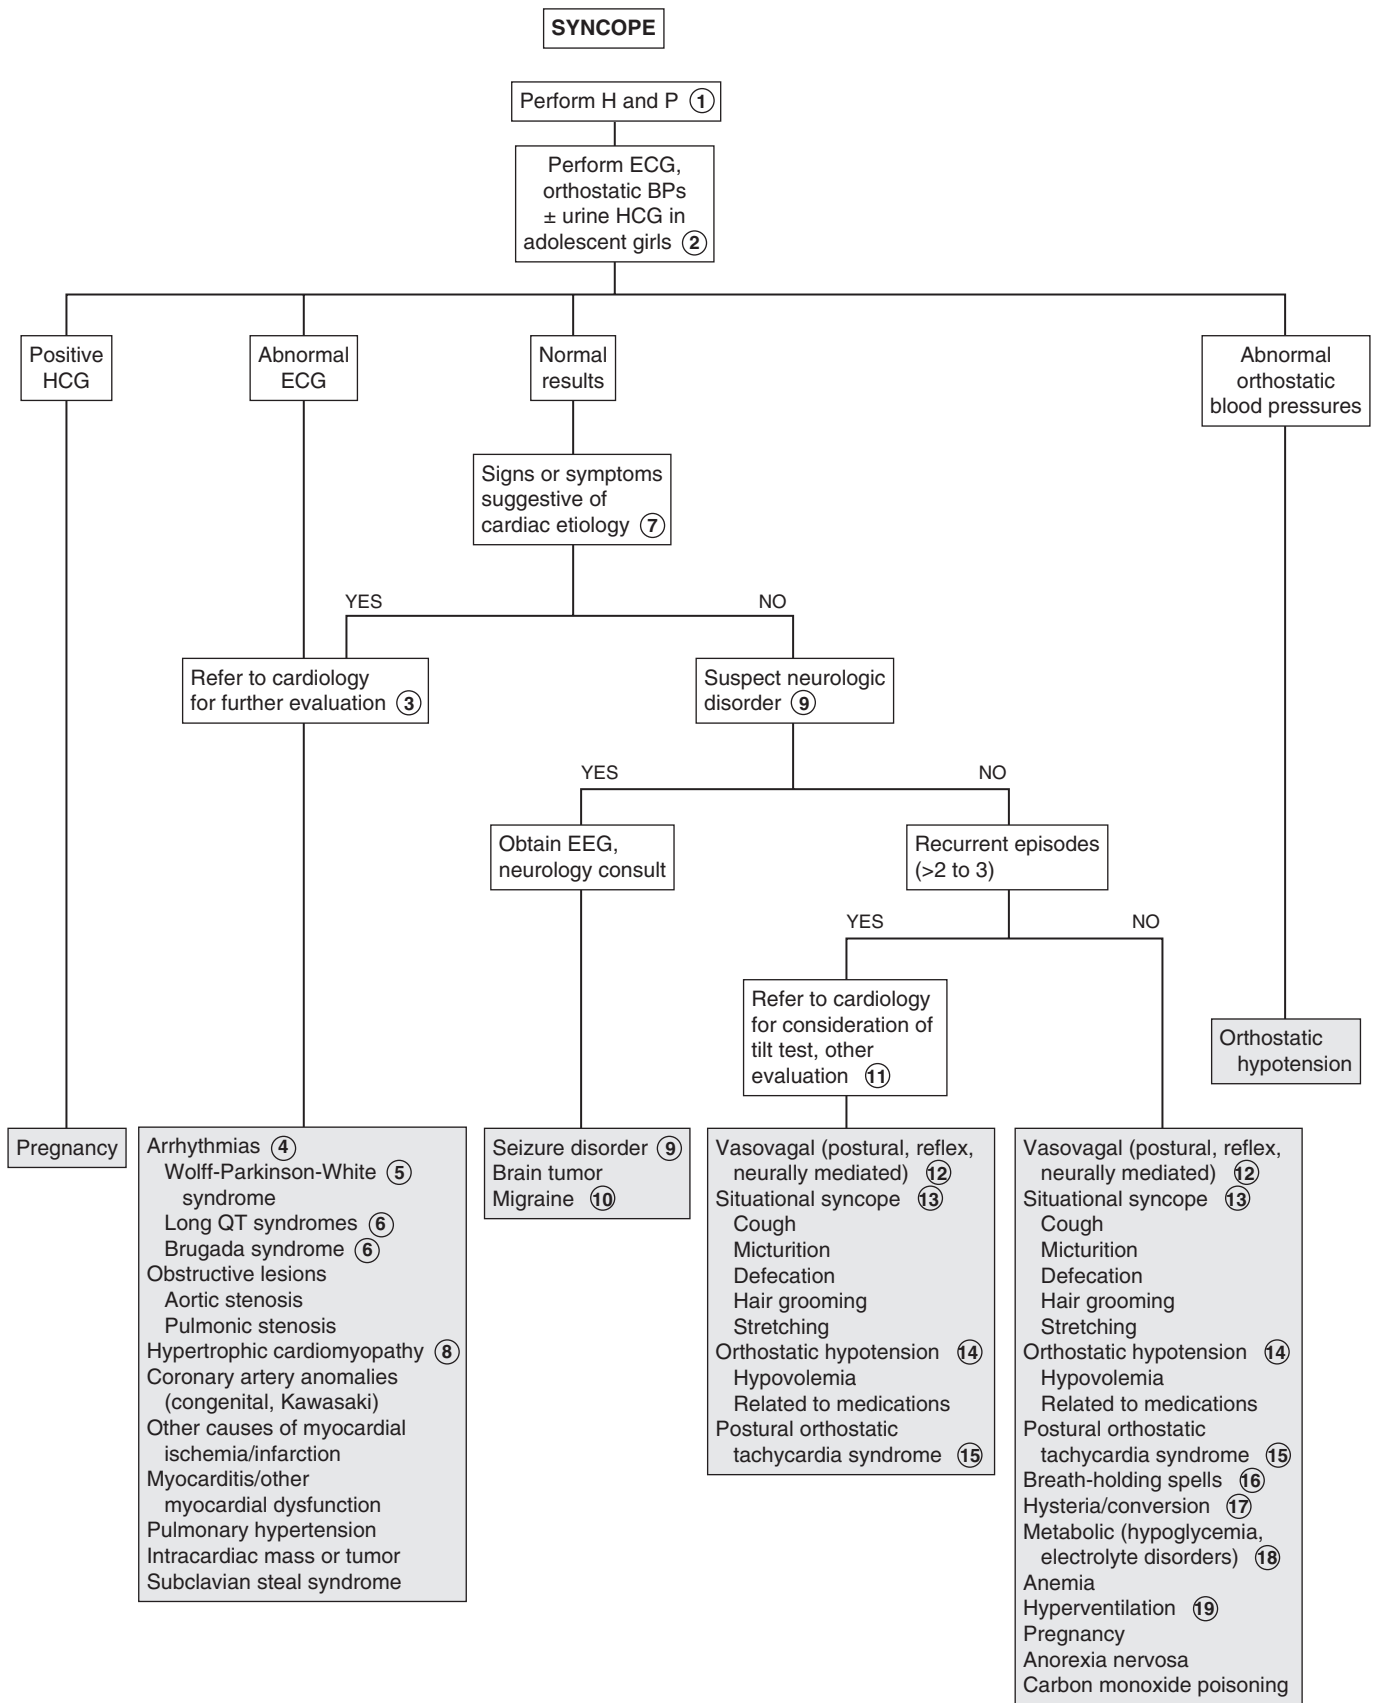 SYNCOPE
Perform H and P 1
Perform ECG,
orthostatic BPs
± urine HCG in
adolescent girls 2
Positive
HCG
Abnormal
ECG
Normal
results
Abnormal
orthostatic
blood pressures
Signs or symptoms
suggestive of
cardiac etiology 7
YES
NO
Refer to cardiology
for further evaluation 3
Suspect neurologic
disorder 9
YES
NO
Obtain EEG,
neurology consult
Recurrent episodes
(>2 to 3)
YES
NO
Refer to cardiology
for consideration of
tilt test, other
evaluation 11
Orthostatic
hypotension
Pregnancy
Arrhythmias 4
Wolff-Parkinson-White 5
syndrome
Long QT syndromes 6
Brugada syndrome 6
Obstructive lesions
Aortic stenosis
Pulmonic stenosis
Hypertrophic cardiomyopathy 8
Coronary artery anomalies
(congenital, Kawasaki)
Other causes of myocardial
ischemia/infarction
Myocarditis/other
myocardial dysfunction
Pulmonary hypertension
Intracardiac mass or tumor
Subclavian steal syndrome
Seizure disorder 9
Brain tumor
Migraine 10
Vasovagal (postural, reflex,
neurally mediated) 12
Situational syncope 13
Cough
Micturition
Defecation
Hair grooming
Stretching
Orthostatic hypotension 14
Hypovolemia
Related to medications
Postural orthostatic
tachycardia syndrome 15
Vasovagal (postural, reflex,
neurally mediated) 12
Situational syncope 13
Cough
Micturition
Defecation
Hair grooming
Stretching
Orthostatic hypotension 14
Hypovolemia
Related to medications
Postural orthostatic
tachycardia syndrome 15
Breath-holding spells 16
Hysteria/conversion 17
Metabolic (hypoglycemia,
electrolyte disorders) 18
Anemia
Hyperventilation 19
Pregnancy
Anorexia nervosa
Carbon monoxide poisoning